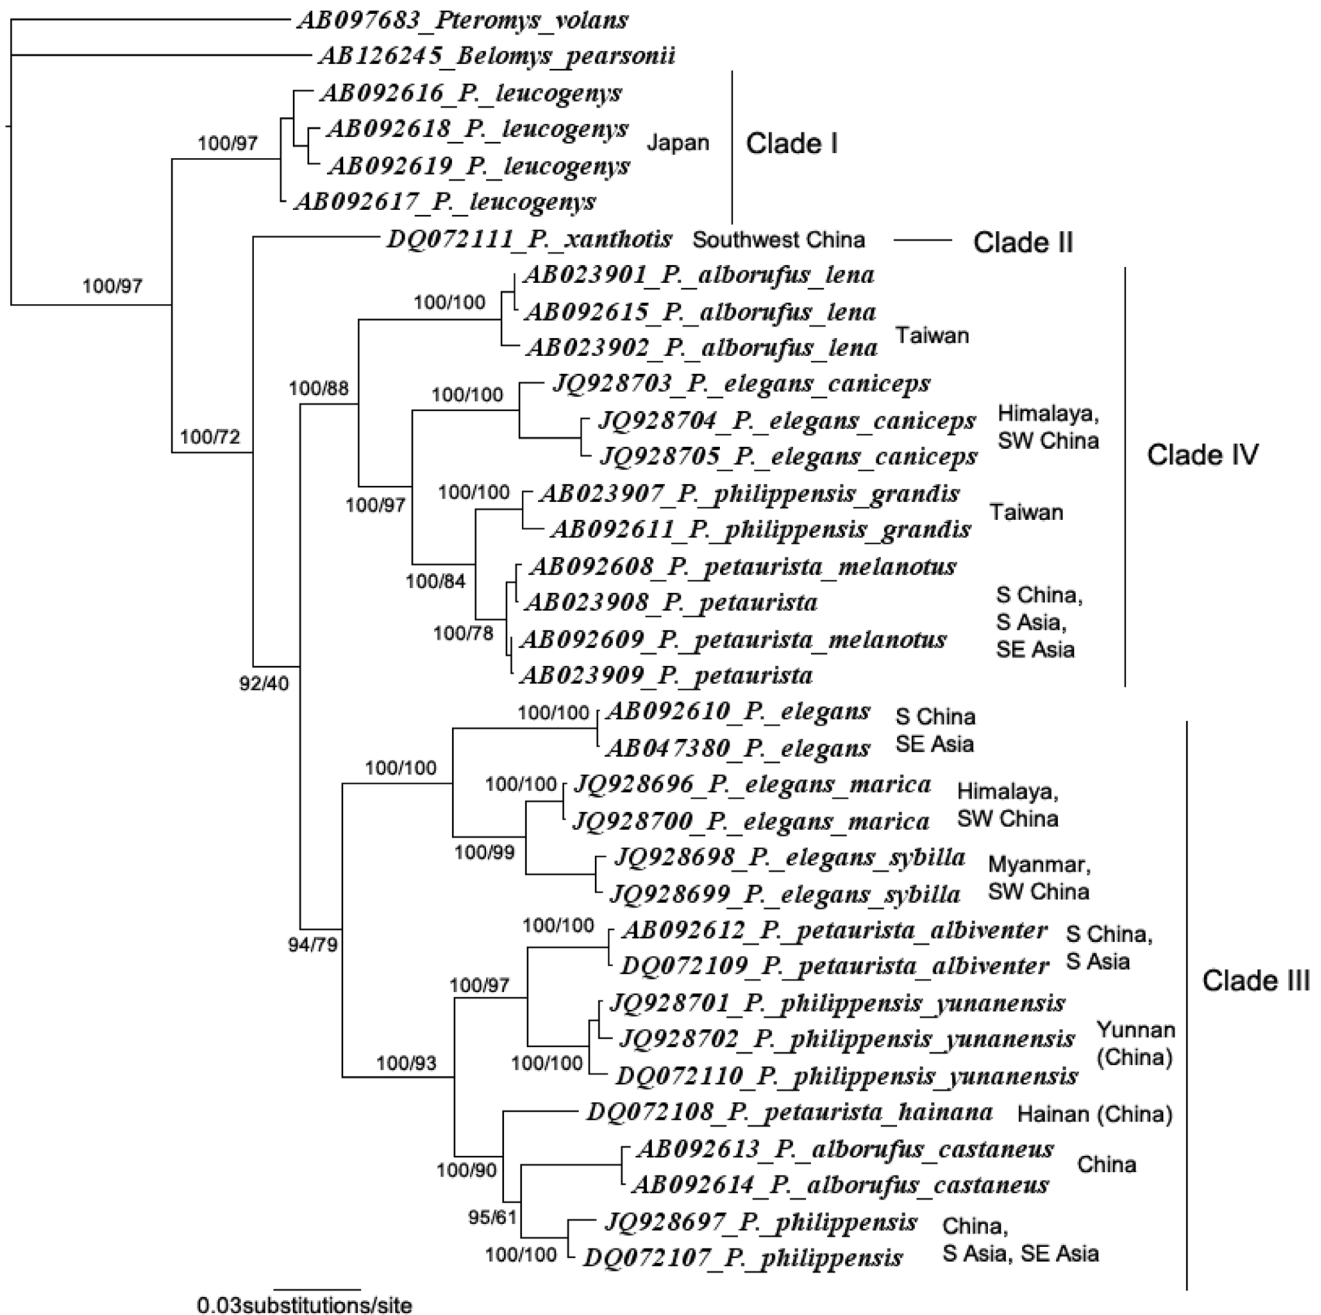 AB097683_Pteromys_volans
AB126245_Belomys_pearsonii
AB092616_P._leucogenys
AB092618_P._leucogenys
Japan
Clade I
100/97
AB092619_P._leucogenys
AB092617_P._leucogenys
DQ072111_P._xanthotis
Southwest China
Clade II
100/97
AB023901_P._alborufus_lena
100/100
AB092615_P._alborufus_lena
Taiwan
AB023902_P._alborufus_lena
100/88
100/100
JQ928703_P._elegans_caniceps
JQ928704_P._elegans_caniceps
Himalaya,
SW China
100/72
JQ928705_P._elegans_caniceps
Clade IV
100/97
100/100
AB023907_P._philippensis_grandis
Taiwan
AB092611_P._philippensis_grandis
100/84
AB092608_P._petaurista_melanotus
AB023908_P._petaurista
S China,
S Asia,
SE Asia
100/78
AB092609_P._petaurista_melanotus
AB023909_P._petaurista
92/40
100/100
AB092610_P._elegans
S China
SE Asia
AB047380_P._elegans
100/100
100/100
JQ928696_P._elegans_marica
Himalaya,
SW China
JQ928700_P._elegans_marica
100/99
JQ928698_P._elegans_sybilla
Myanmar,
SW China
JQ928699_P._elegans_sybilla
94/79
100/100
AB092612_P._petaurista_albiventer
S China,
S Asia
DQ072109_P._petaurista_albiventer
Clade III
100/97
JQ928701_P._philippensis_yunanensis
JQ928702_P._philippensis_yunanensis
Yunnan
(China)
100/93
100/100
DQ072110_P._philippensis_yunanensis
DQ072108_P._petaurista_hainana
Hainan (China)
AB092613_P._alborufus_castaneus
China
100/90
AB092614_P._alborufus_castaneus
95/61
JQ928697_P._philippensis
China,
S Asia, SE Asia
100/100
DQ072107_P._philippensis
0.03substitutions/site